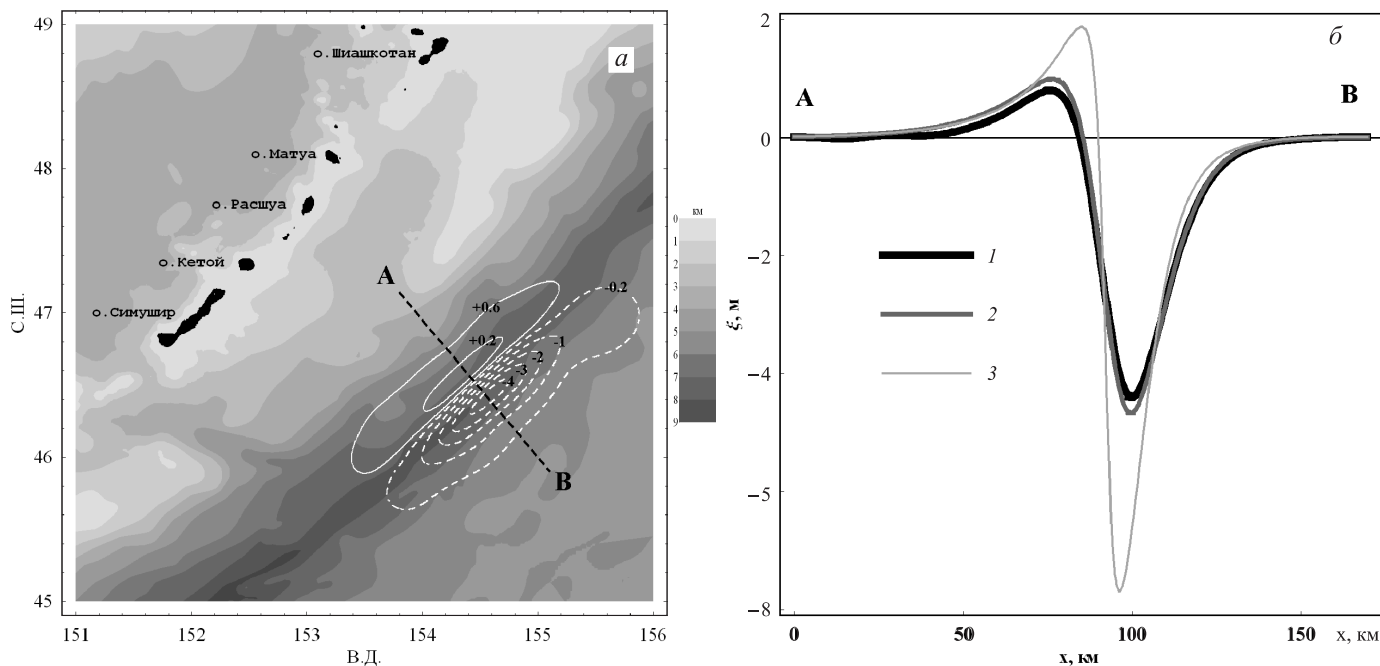 49
48
47
46
45
С.Ш.
151
152
153
154
155
156
В.Д.
а
о.Шиашкотан
о.Матуа
о.Расшуа
о.Кетой
о.Симушир
А
+0.6
-0.2
+0.2
-1
-2
-3
-4
В
км
0
1
2
3
4
5
6
7
8
9
б
2
0
−2
−4
−5
−8
ξ, м
А
В
1
2
3
0
50
100
150
х, км
х, км